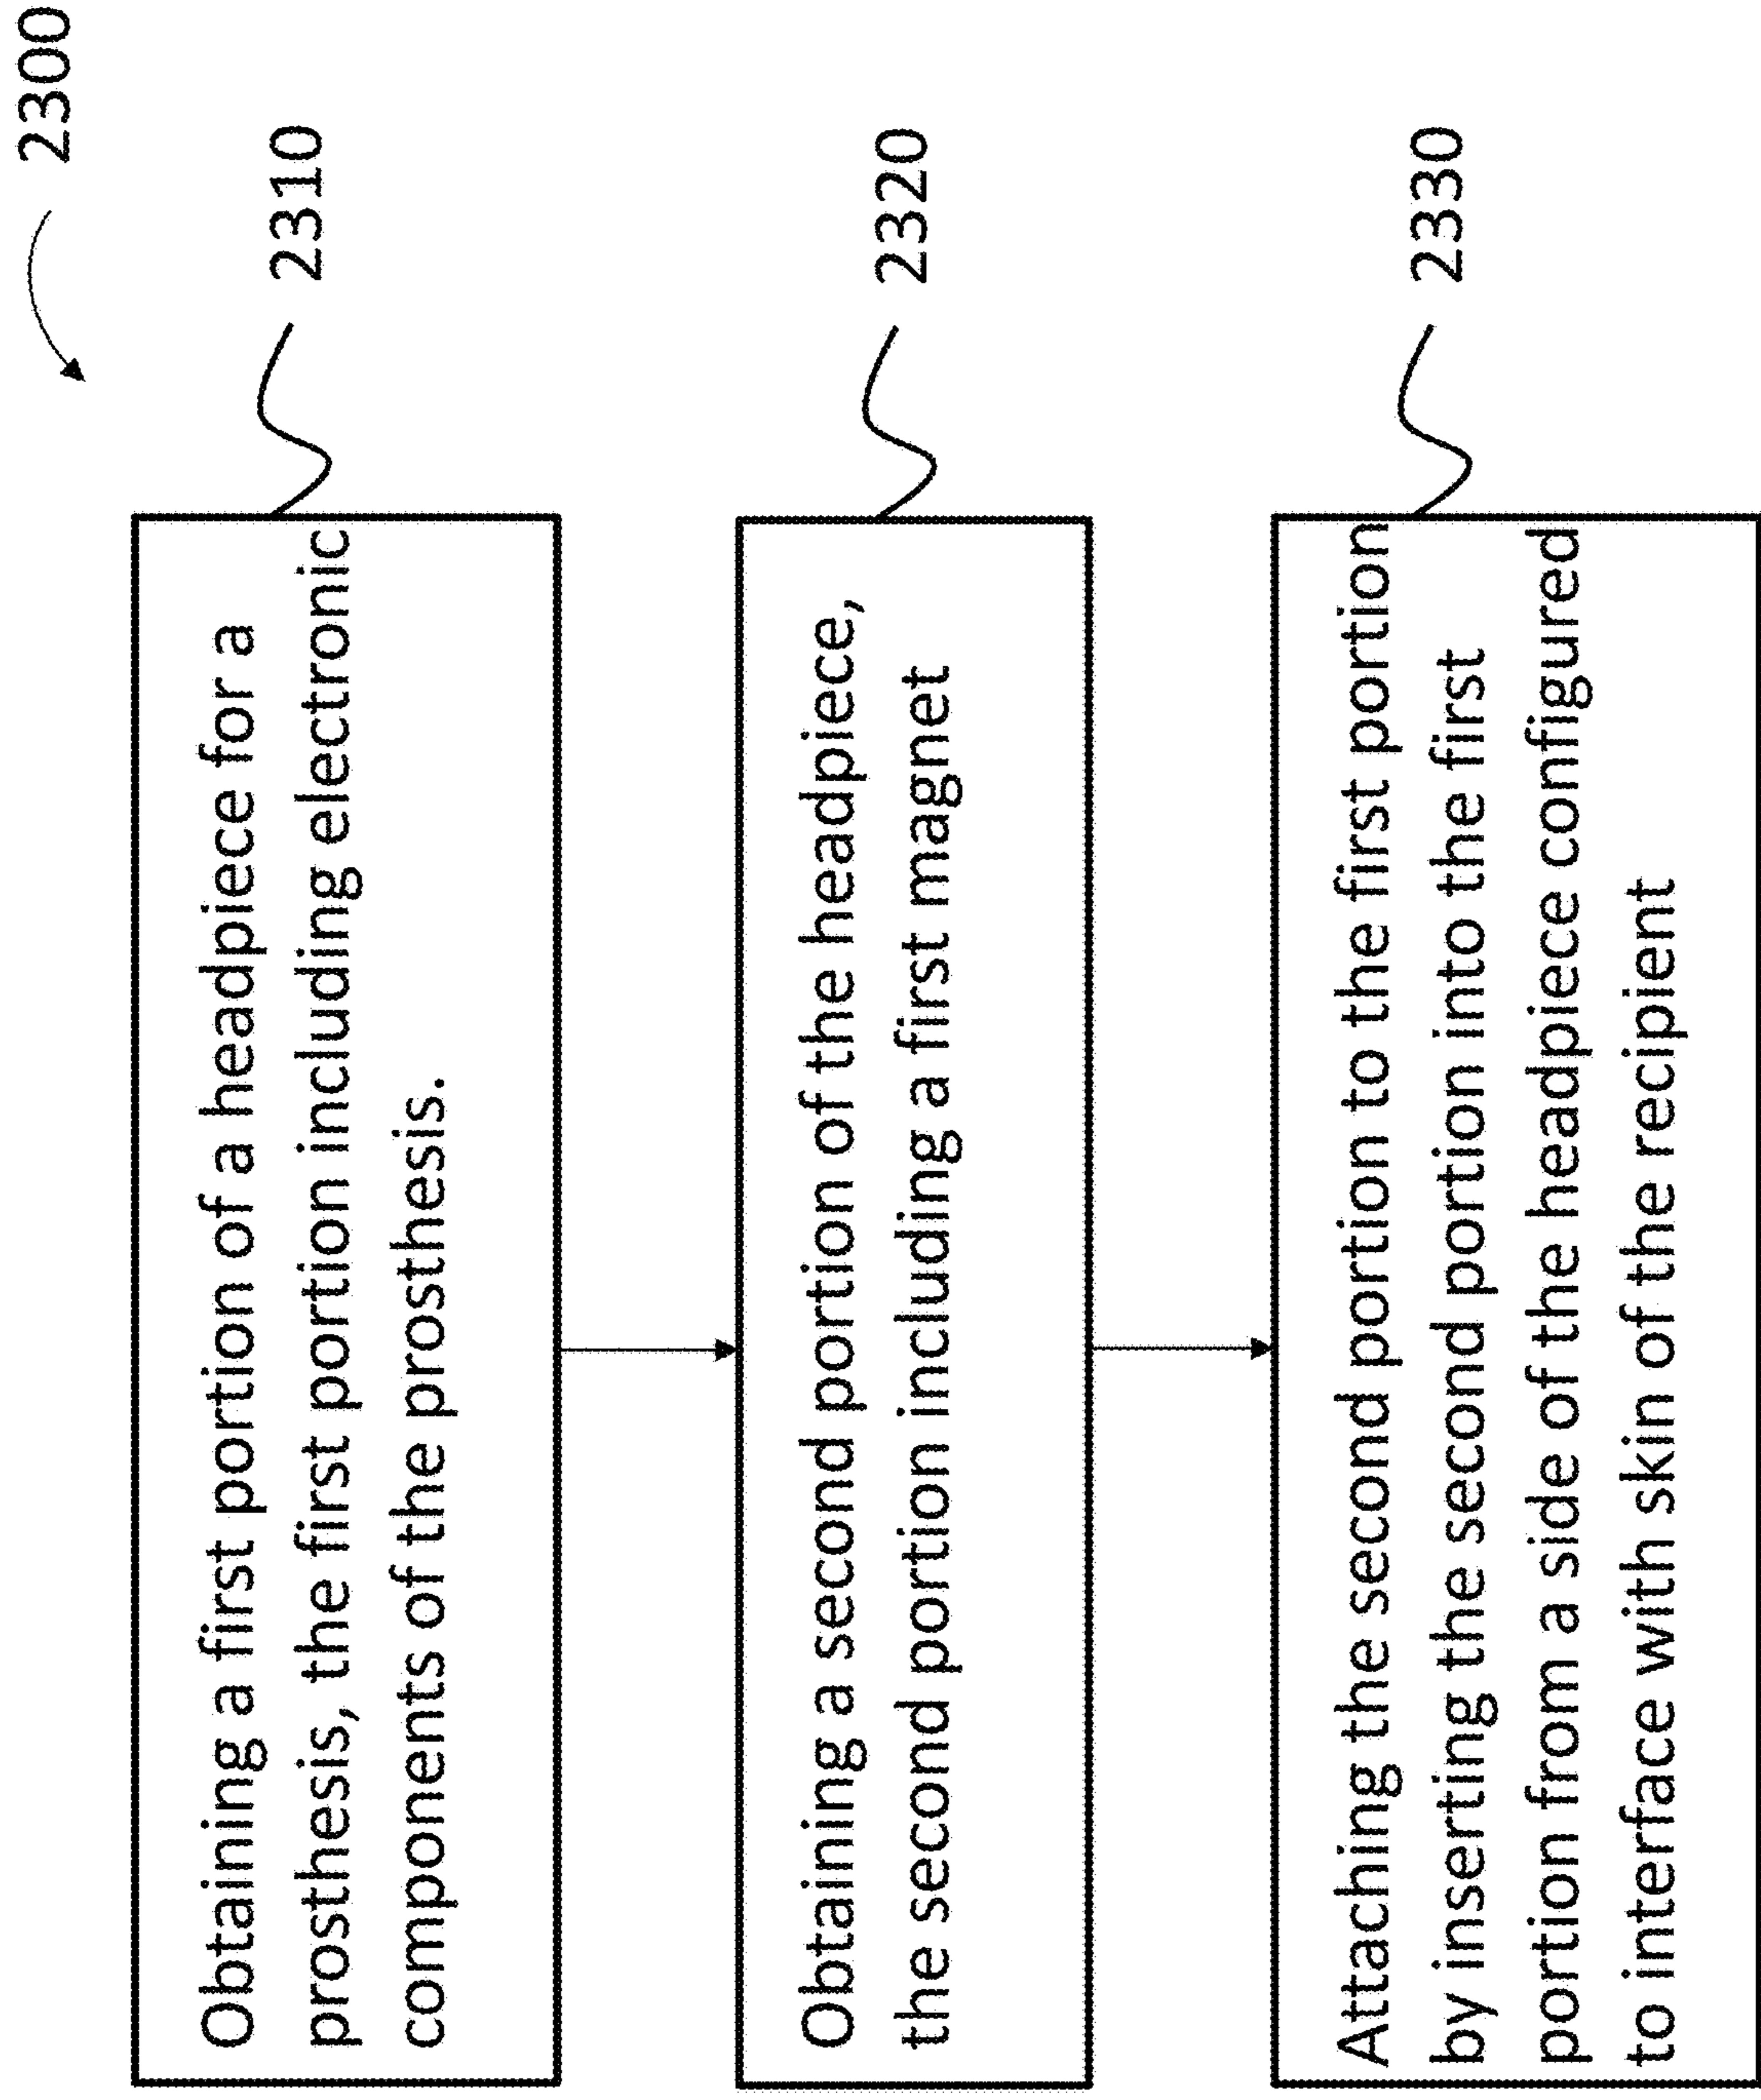 2300
Obtaining a first portion of a headpiece for a
prosthesis, the first portion including electronic
components of the prosthesis.
2310
Obtaining a second portion of the headpiece,
the second portion including a first magnet
2320
Attaching the second portion to the first portion
by inserting the second portion into the first
portion from a side of the headpiece configured
to interface with skin of the recipient
2330